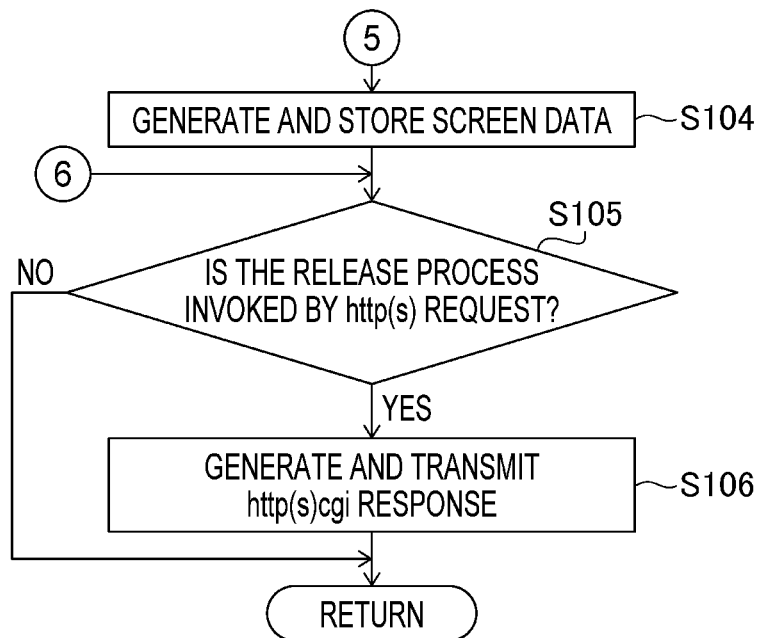 5
GENERATE AND STORE SCREEN DATA
S104
6
S105
NO
IS THE RELEASE PROCESS
INVOKED BY http(s) REQUEST?
YES
GENERATE AND TRANSMIT
http(s)cgi RESPONSE
S106
RETURN